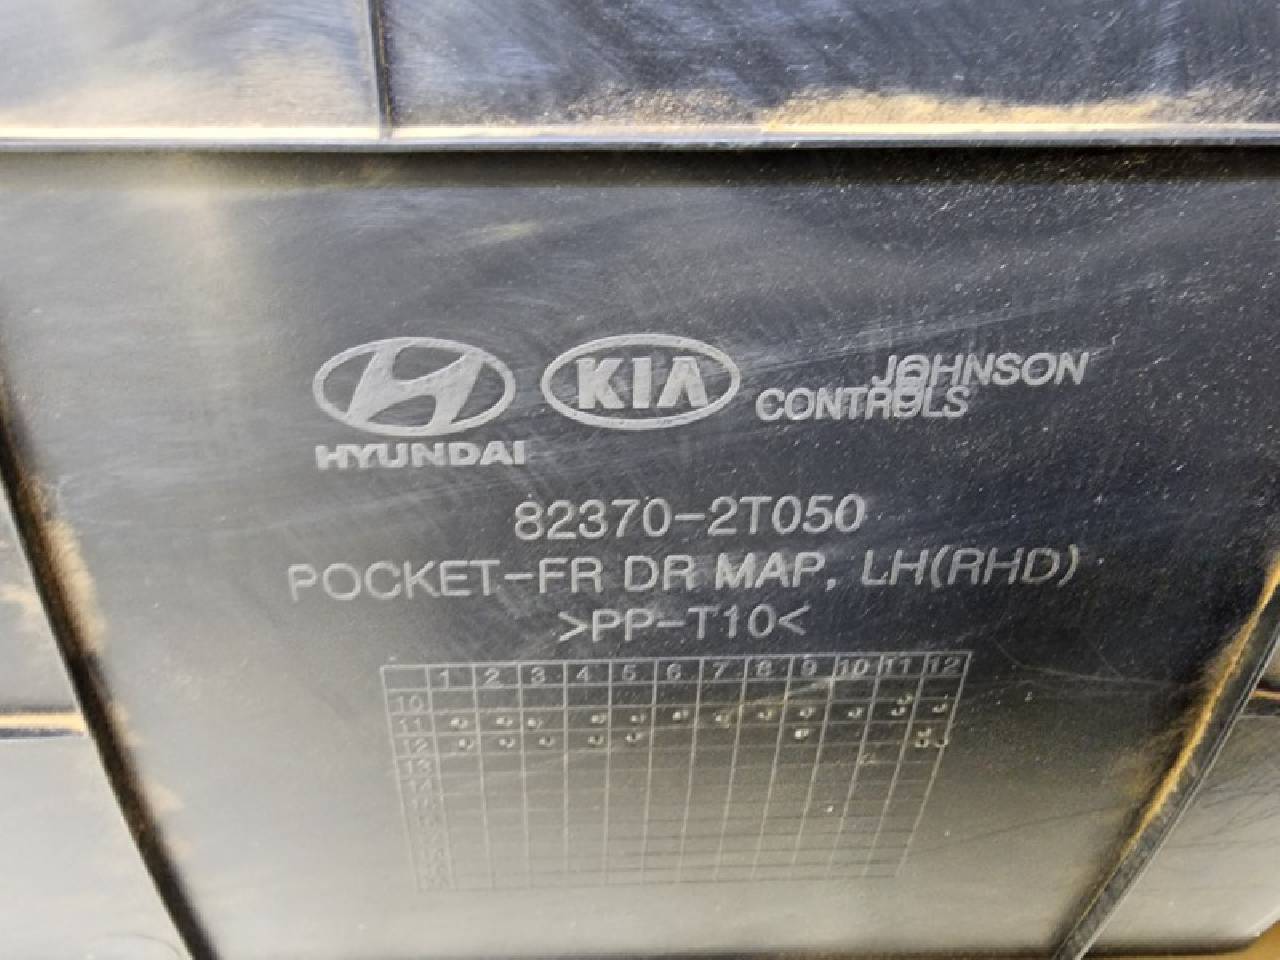 HYUNDAI
KIA
JOHNSON
CONTROLS
82370-2T050
POCKET-FR DR MAP, LH(RHD)
>PP-T10<
1 2 3 4 5 6 7 8 9 10 11 12
10
11
12
13